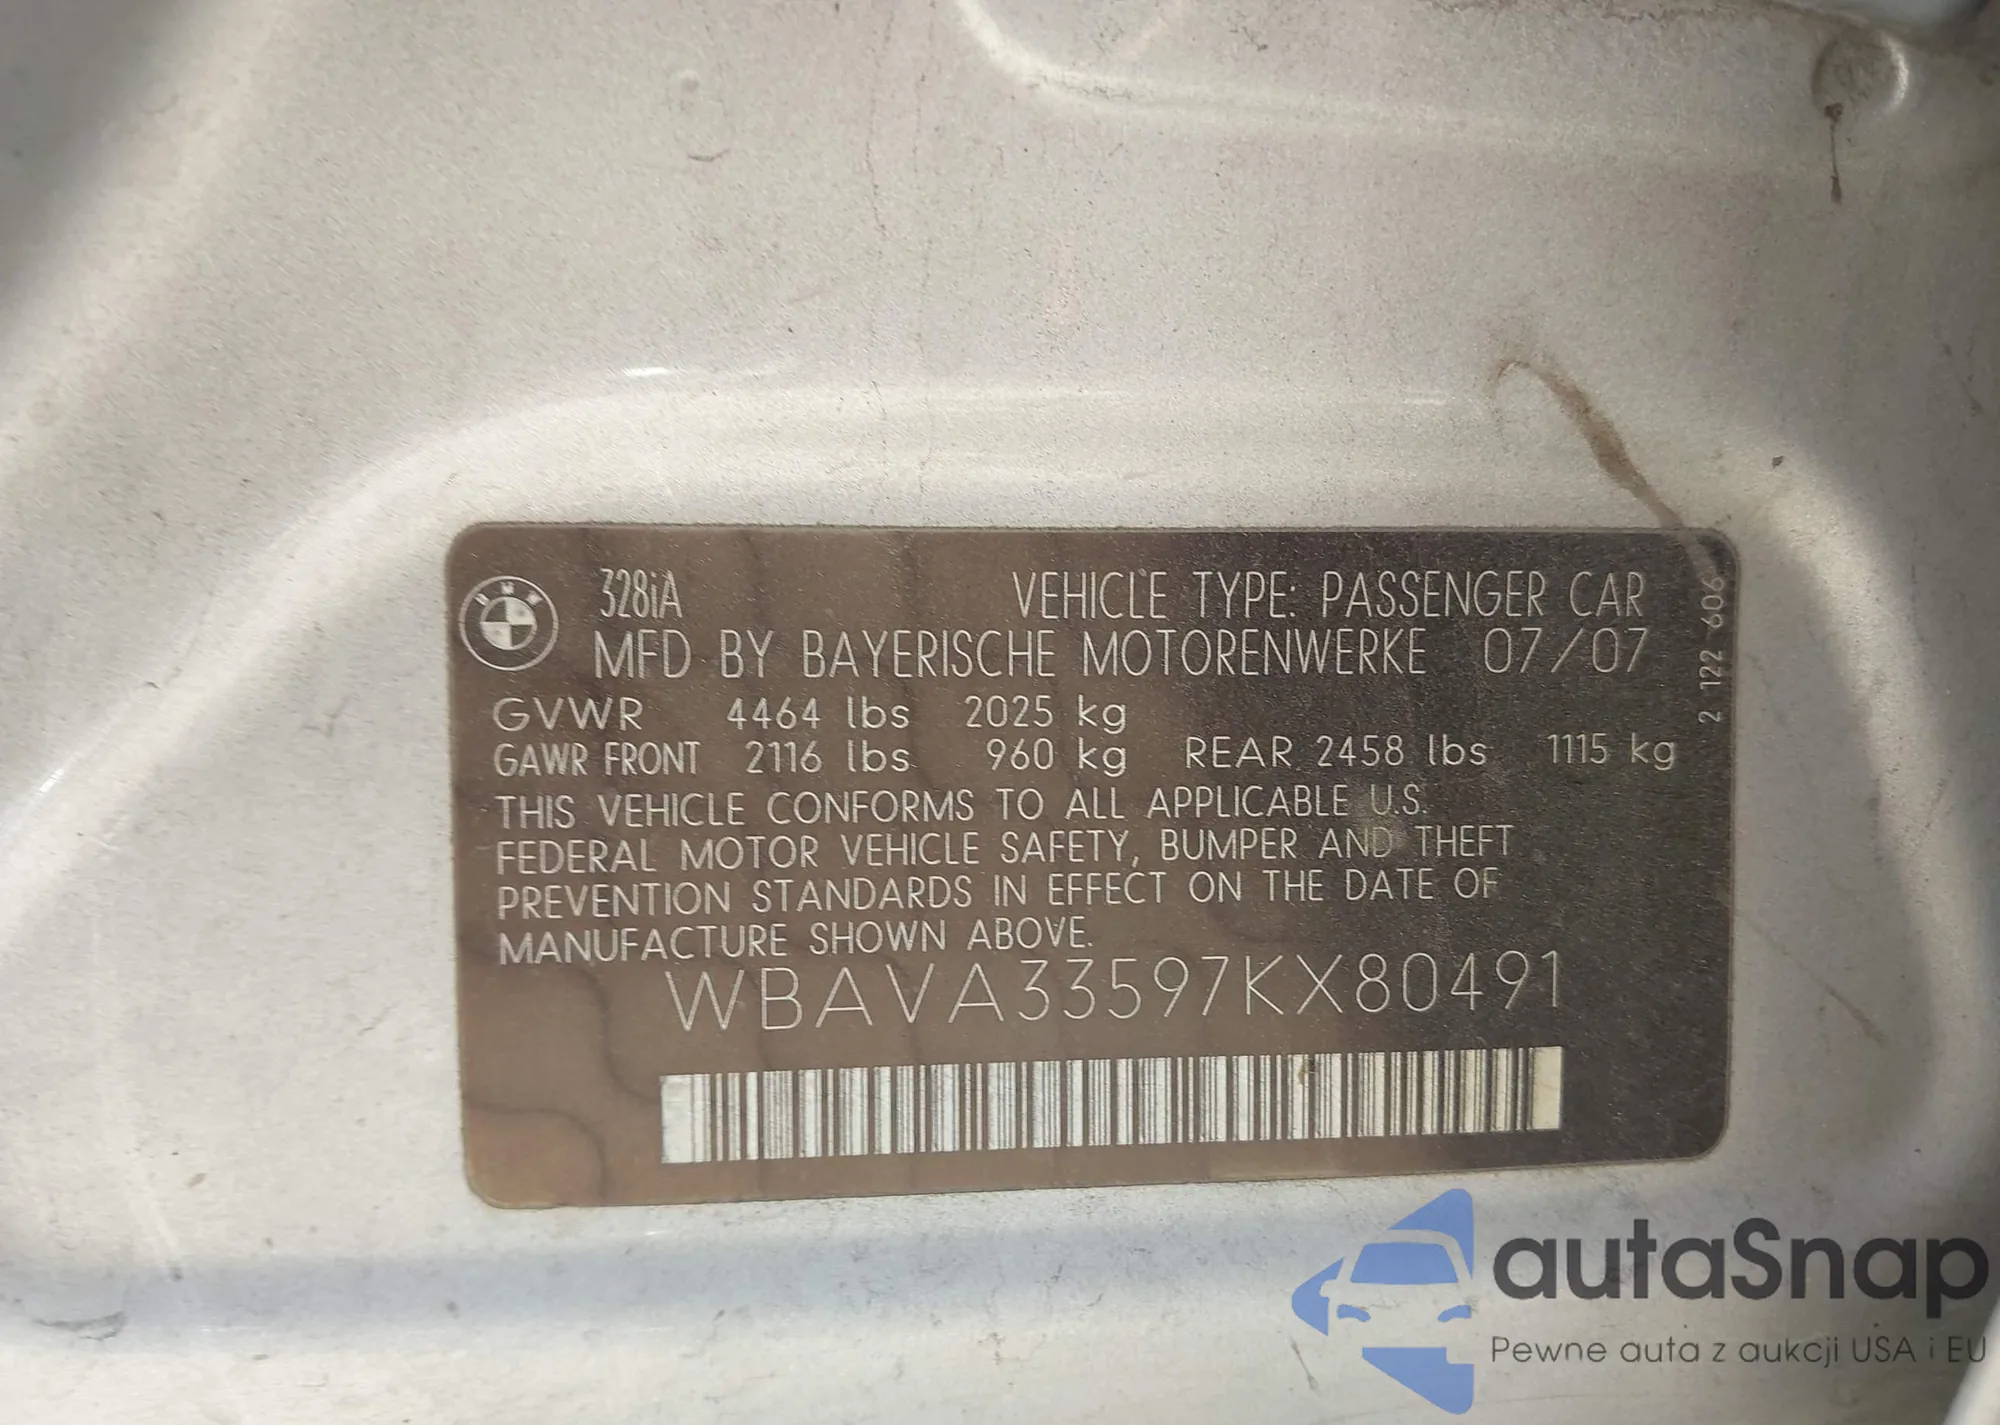 BMW
328iA VEHICLE TYPE: PASSENGER CAR
MFD BY BAYERISCHE MOTORENWERKE 07/07
GVWR 4464 lbs 2025 kg
GAWR FRONT 2116 lbs 960 kg REAR 2458 lbs 1115 kg
THIS VEHICLE CONFORMS TO ALL APPLICABLE U.S.
FEDERAL MOTOR VEHICLE SAFETY, BUMPER AND THEFT
PREVENTION STANDARDS IN EFFECT ON THE DATE OF
MANUFACTURE SHOWN ABOVE.
WBAVA33597KX80491
2 122 606
autaSnap
Pewne auta z aukcji USA i EU